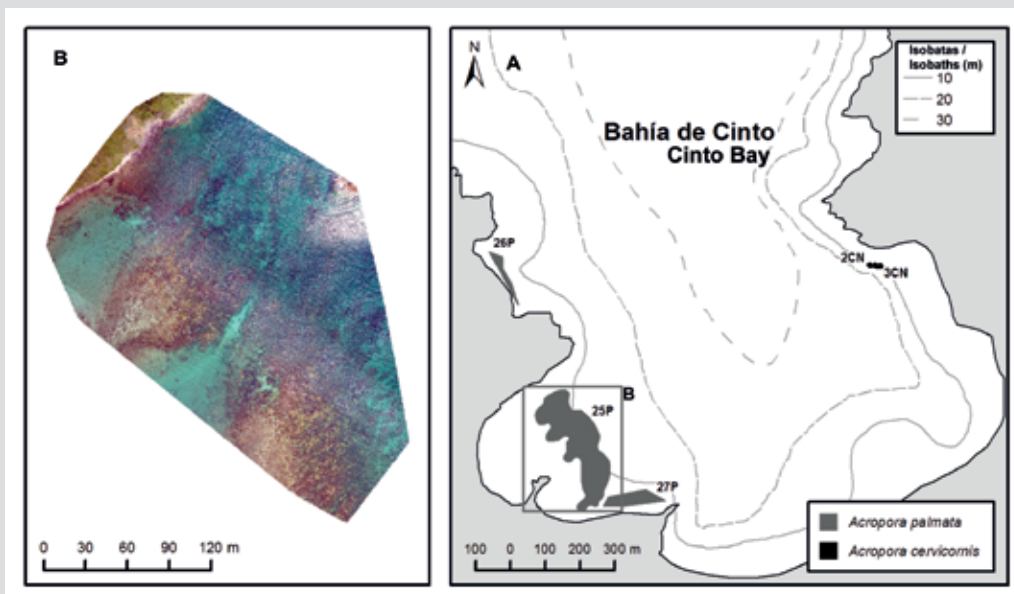 B
0 30 60 90 120 m
N
A
Isobatas /
Isobaths (m)
10
20
30
Bahía de Cinto
Cinto Bay
26P
2CN
3CN
B
25P
27P
100 0 100 200 300 m
Acropora palmata
Acropora cervicornis